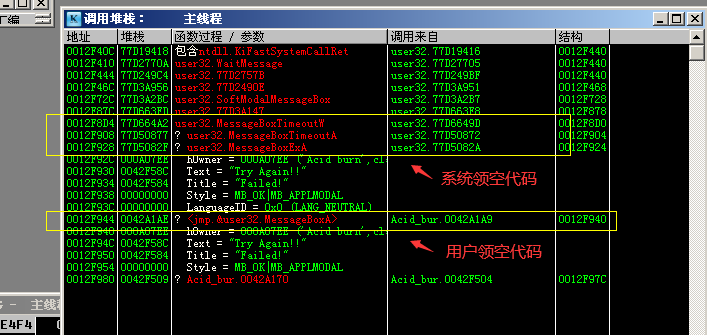 汇编
K 调用堆栈： 主线程
地址 堆栈 函数过程 / 参数 调用来自 结构
0012F40C 77D19418 包含ntdll.KiFastSystemCallRet user32.77D19416 0012F440
0012F410 77D2770A user32.WaitMessage user32.77D27705 0012F440
0012F444 77D249C4 user32.77D2757B user32.77D249BF 0012F440
0012F46C 77D3A956 user32.77D2490E user32.77D3A951 0012F468
0012F72C 77D3A2BC user32.SoftModalMessageBox user32.77D3A2B7 0012F728
0012F87C 77D663FD user32.77D3A147 user32.77D663F8 0012F878
0012F8D4 77D664A2 user32.MessageBoxTimeoutW user32.77D6649D 0012F8D0
0012F908 77D50877 ? user32.MessageBoxTimeoutA user32.77D50872 0012F904
0012F928 77D5082F ? user32.MessageBoxExA user32.77D5082A 0012F924
0012F92C 000A07EE hOwner = 000A07EE ('Acid burn',cl
0012F930 0042F58C Text = "Try Again!!"
0012F934 0042F584 Title = "Failed!"
0012F938 00000000 Style = MB_OK|MB_APPLMODAL
0012F93C 00000000 LanguageID = 0x0 (LANG_NEUTRAL)
系统领空代码
0012F944 0042A1AE ? <jmp.&user32.MessageBoxA> Acid_bur.0042A1A9 0012F940
0012F948 000A07EE hOwner = 000A07EE ('Acid burn',cl
0012F94C 0042F58C Text = "Try Again!!"
0012F950 0042F584 Title = "Failed!"
0012F954 00000000 Style = MB_OK|MB_APPLMODAL
用户领空代码
0012F980 0042F509 ? Acid_bur.0042A170 Acid_bur.0042F504 0012F97C
- 主线程
E4F4